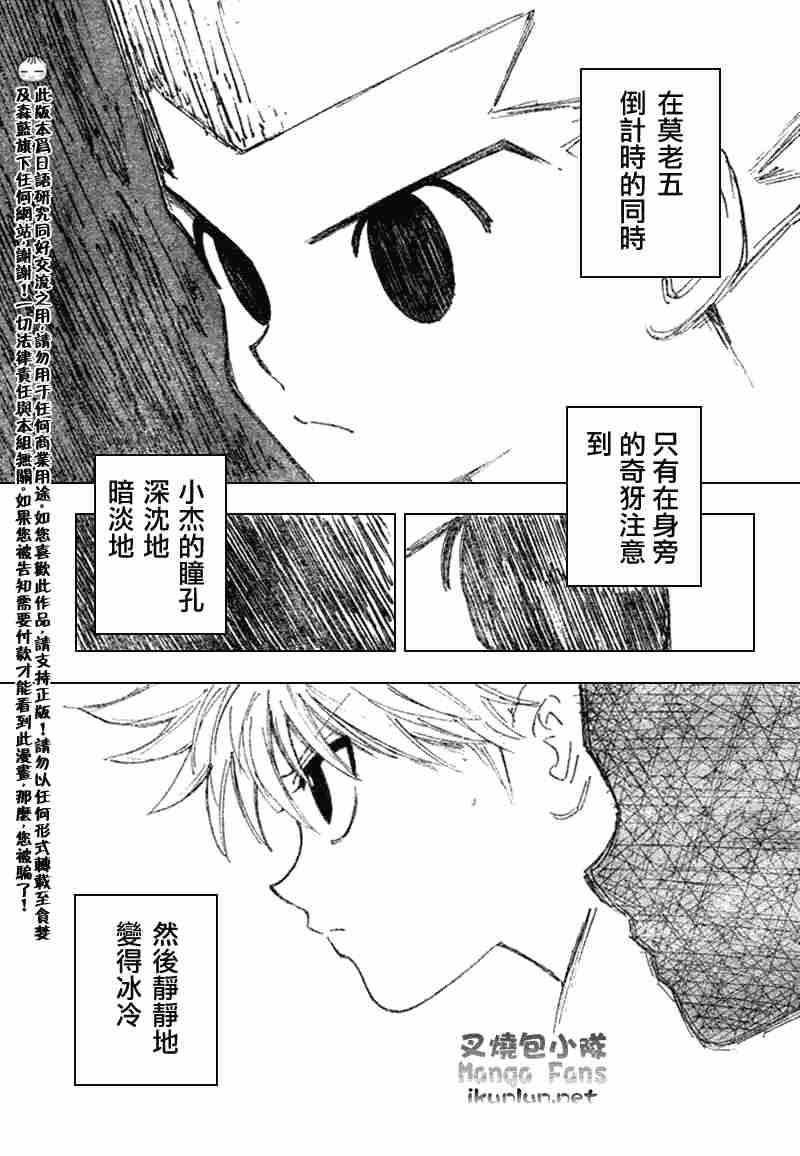 在莫老五
倒計時的同時
只有在身旁
的奇犽注意
到
小杰的瞳孔
深沈地
暗淡地
然後靜靜地
變得冰冷
此版本爲日語研究同好交流之用，請勿用于任何商業用途。如您喜歡此作品，請支持正版！請勿以任何形式轉載至貪婪
及森藍旗下任何網站，謝謝！一切法律責任與本組無關。如果您被告知需要付款才能看到此漫畫，那麼，您被騙了！
叉燒包小隊
Manga Fans
ikunlun.net